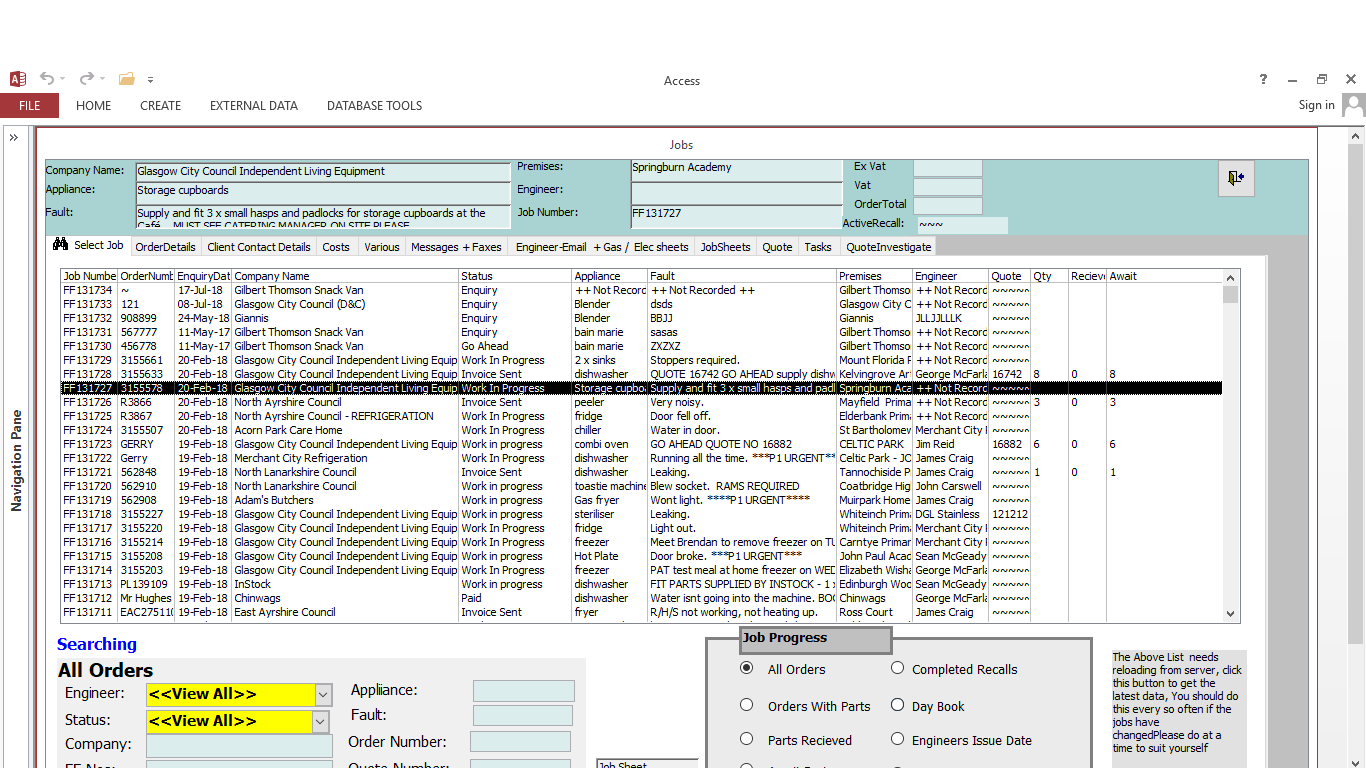 Access
?
FILE HOME CREATE EXTERNAL DATA DATABASE TOOLS Sign in
Jobs
Company Name: Glasgow City Council Independent Living Equipment Premises: Springburn Academy Ex Vat
Appliance: Storage cupboards Engineer: Vat
OrderTotal
Fault: Supply and fit 3 x small hasps and padlocks for storage cupboards at the Job Number: FF131727
Café... MUST SEE CATERING MANAGER ON SITE PLEASE ActiveRecall: ~~~
Select Job OrderDetails Client Contact Details Costs Various Messages + Faxes Engineer-Email + Gas / Elec sheets JobSheets Quote Tasks QuoteInvestigate
Job Numbe OrderNumb EnquiryDat Company Name Status Appliance Fault Premises Engineer Quote Qty Reciev Await
FF131734 ~ 17-Jul-18 Gilbert Thomson Snack Van Enquiry ++ Not Record ++ Not Recorded ++ Gilbert Thomso ++ Not Record ~~~~~
FF131733 121 08-Jul-18 Glasgow City Council (D&C) Enquiry Blender dsds Glasgow City C ++ Not Record ~~~~~
FF131732 908899 24-May-18 Giannis Enquiry Blender BBJJ Giannis JLLJJLLLK ~~~~~
FF131731 567777 11-May-17 Gilbert Thomson Snack Van Enquiry bain marie sasas Gilbert Thomso ++ Not Record ~~~~~
FF131730 456778 11-May-17 Gilbert Thomson Snack Van Go Ahead bain marie ZXZXZ Gilbert Thomso ++ Not Record ~~~~~
FF131729 3155661 20-Feb-18 Glasgow City Council Independent Living Equip Work In Progress 2 x sinks Stoppers required. Mount Florida P ++ Not Record ~~~~~
FF131728 3155633 20-Feb-18 Glasgow City Council Independent Living Equip Invoice Sent dishwasher QUOTE 16742 GO AHEAD supply dishw Kelvingrove Art George McFarla 16742 8 0 8
FF131727 3155578 20-Feb-18 Glasgow City Council Independent Living Equip Work In Progress Storage cupboa Supply and fit 3 x small hasps and padl Springburn Aca ++ Not Record ~~~~~
FF131726 R3866 20-Feb-18 North Ayrshire Council Invoice Sent peeler Very noisy. Mayfield Prima ++ Not Record ~~~~~ 3 0 3
FF131725 R3867 20-Feb-18 North Ayrshire Council - REFRIGERATION Work In Progress fridge Door fell off. Elderbank Prima ++ Not Record ~~~~~
FF131724 3155507 20-Feb-18 Acorn Park Care Home Work In Progress chiller Water in door. St Bartholomew Merchant City R ~~~~~
FF131723 GERRY 19-Feb-18 Glasgow City Council Independent Living Equip Work in progress combi oven GO AHEAD QUOTE NO 16882 CELTIC PARK Jim Reid 16882 6 0 6
FF131722 Gerry 19-Feb-18 Merchant City Refrigeration Work In Progress dishwasher Running all the time. ***P1 URGENT** Celtic Park - JO James Craig ~~~~~
FF131721 562848 19-Feb-18 North Lanarkshire Council Invoice Sent dishwasher Leaking. Tannochside P James Craig ~~~~~ 1 0 1
FF131720 562910 19-Feb-18 North Lanarkshire Council Work in progress toastie machine Blew socket. RAMS REQUIRED Coatbridge Hig John Carswell ~~~~~
FF131719 562908 19-Feb-18 Adam's Butchers Work In Progress Gas fryer Wont light. ****P1 URGENT**** Muirpark Home James Craig ~~~~~
FF131718 3155227 19-Feb-18 Glasgow City Council Independent Living Equip Work in progress steriliser Leaking. Whiteinch Prima DGL Stainless 121212
FF131717 3155220 19-Feb-18 Glasgow City Council Independent Living Equip Work In Progress fridge Light out. Whiteinch Prima Merchant City R ~~~~~
FF131716 3155214 19-Feb-18 Glasgow City Council Independent Living Equip Work in progress freezer Meet Brendan to remove freezer on TU Carntye Primar Merchant City R ~~~~~
FF131715 3155208 19-Feb-18 Glasgow City Council Independent Living Equip Work in progress Hot Plate Door broke. ***P1 URGENT*** John Paul Acad Sean McGeady ~~~~~
FF131714 3155203 19-Feb-18 Glasgow City Council Independent Living Equip Work in progress freezer PAT test meal at home freezer on WED Elizabeth Wisha George McFarla ~~~~~
FF131713 PL139109 19-Feb-18 InStock Work in progress dishwasher FIT PARTS SUPPLIED BY INSTOCK - 1 x Edinburgh Woo Sean McGeady ~~~~~
FF131712 Mr Hughes 19-Feb-18 Chinwags Paid dishwasher Water isnt going into the machine. BOO Chinwags George McFarla ~~~~~
FF131711 EAC275110 19-Feb-18 East Ayrshire Council Invoice Sent fryer R/H/S not working, not heating up. Ross Court James Craig ~~~~~
Navigation Pane
Searching
All Orders
Engineer: <<View All>> Appliance:
Status: <<View All>> Fault:
Company: Order Number:
Quote Number:
Job Sheet
Job Progress
All Orders Completed Recalls
Orders With Parts Day Book
Parts Recieved Engineers Issue Date
The Above List needs
reloading from server, click
this button to get the
latest data, You should do
this every so often if the
jobs have
changedPlease do at a
time to suit yourself